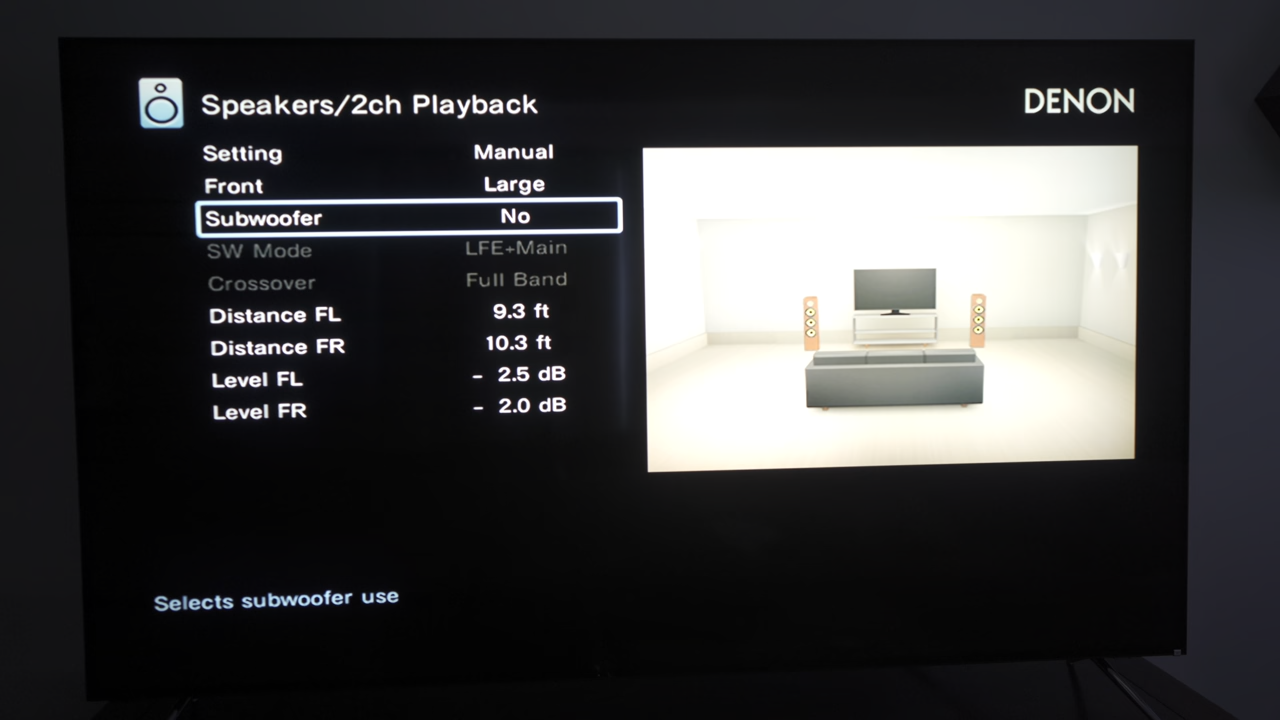 Speakers/2ch Playback
DENON
Setting Manual
Front Large
Subwoofer No
SW Mode LFE+Main
Crossover Full Band
Distance FL 9.3 ft
Distance FR 10.3 ft
Level FL - 2.5 dB
Level FR - 2.0 dB
Selects subwoofer use